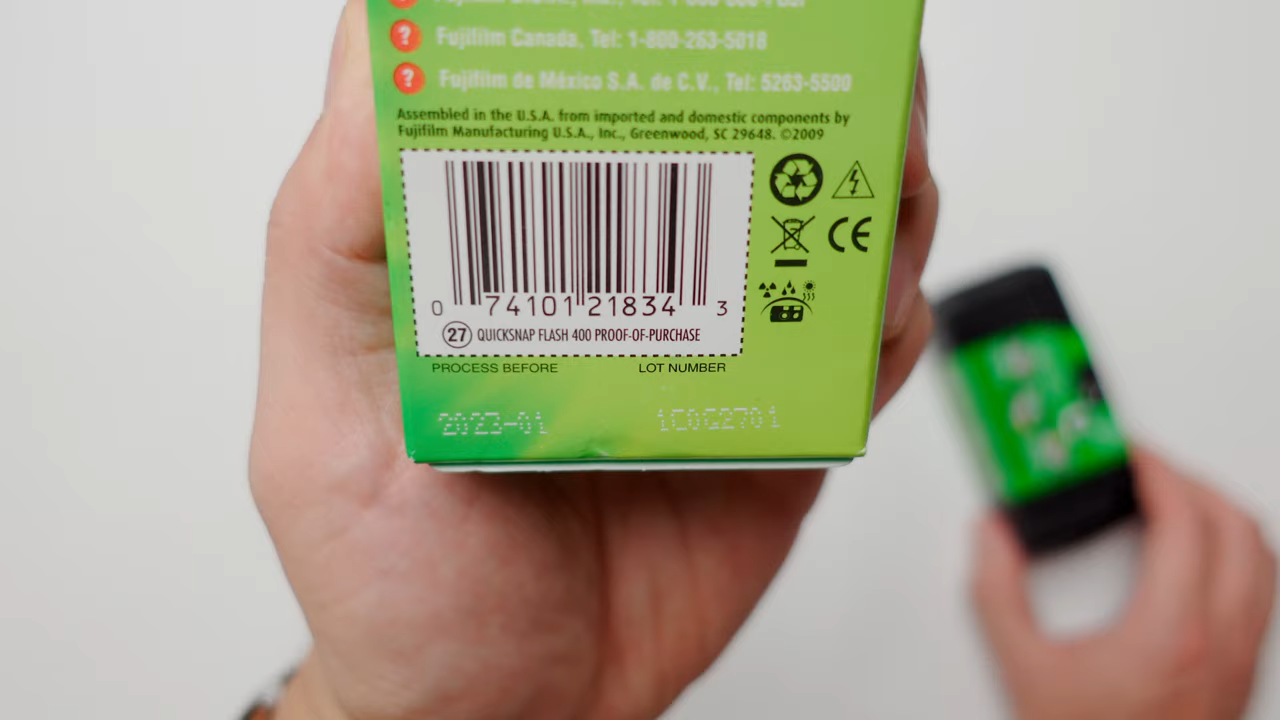 Fujifilm Canada, Tel: 1-800-263-5018
Fujifilm de México S.A. de C.V., Tel: 5263-5500
Assembled in the U.S.A. from imported and domestic components by
Fujifilm Manufacturing U.S.A., Inc., Greenwood, SC 29648. ©2009
CE
0 74101 21834 3
27 QUICKSNAP FLASH 400 PROOF-OF-PURCHASE
PROCESS BEFORE LOT NUMBER
2023-01 1C0G2701